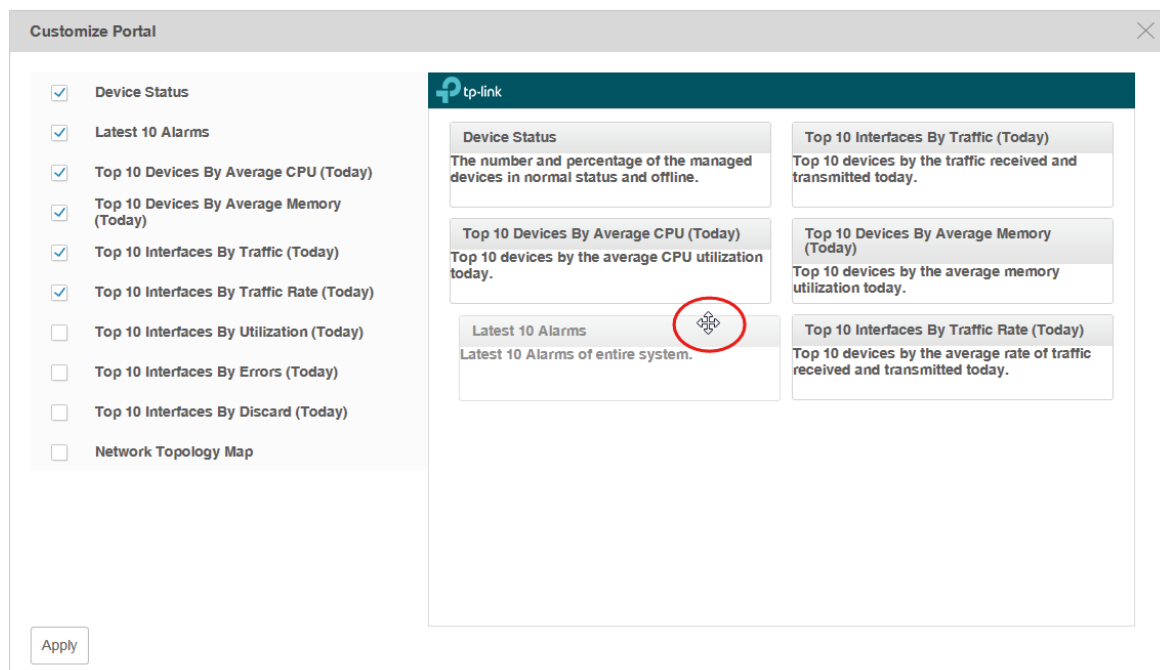 Customize Portal
Device Status
Latest 10 Alarms
Top 10 Devices By Average CPU (Today)
Top 10 Devices By Average Memory
(Today)
Top 10 Interfaces By Traffic (Today)
Top 10 Interfaces By Traffic Rate (Today)
Top 10 Interfaces By Utilization (Today)
Top 10 Interfaces By Errors (Today)
Top 10 Interfaces By Discard (Today)
Network Topology Map
Apply
tp-link
Device Status
The number and percentage of the managed
devices in normal status and offline.
Top 10 Interfaces By Traffic (Today)
Top 10 devices by the traffic received and
transmitted today.
Top 10 Devices By Average CPU (Today)
Top 10 devices by the average CPU utilization
today.
Top 10 Devices By Average Memory
(Today)
Top 10 devices by the average memory
utilization today.
Latest 10 Alarms
Latest 10 Alarms of entire system.
Top 10 Interfaces By Traffic Rate (Today)
Top 10 devices by the average rate of traffic
received and transmitted today.